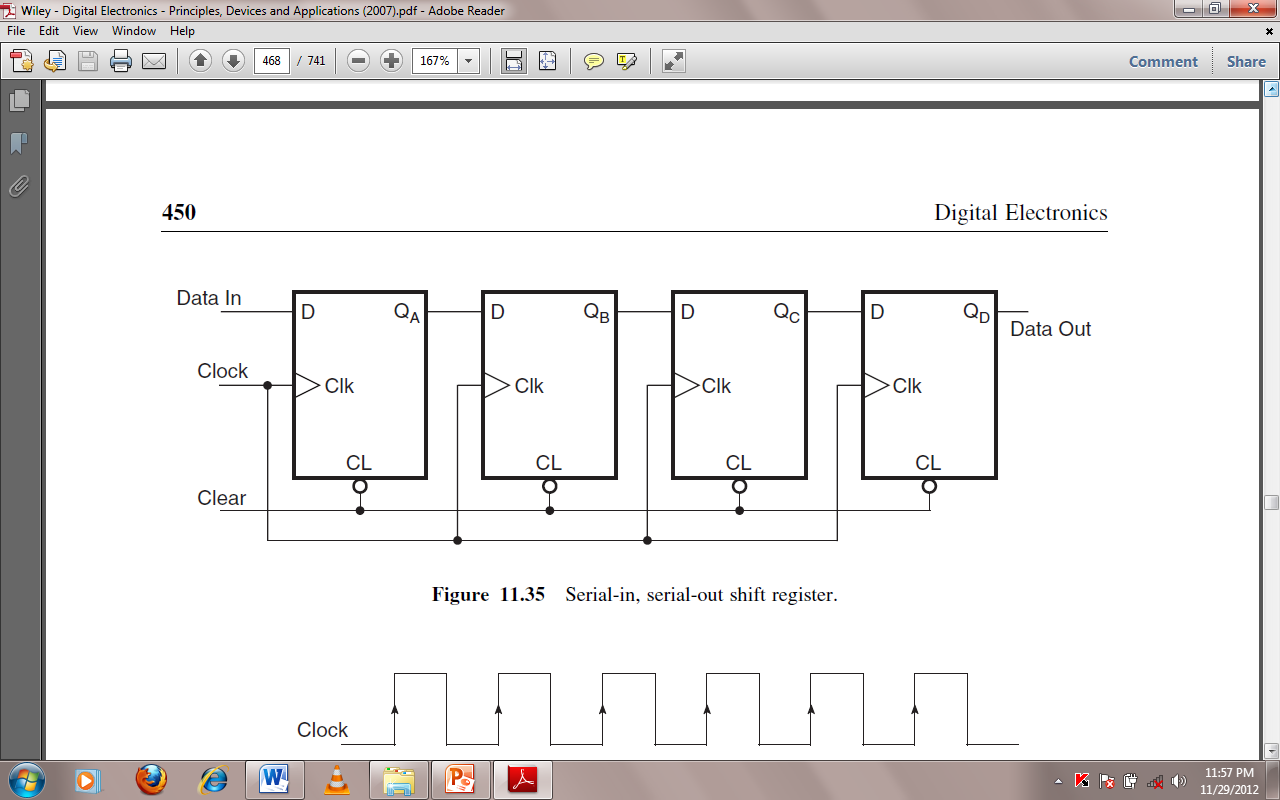 Wiley - Digital Electronics - Principles, Devices and Applications (2007).pdf - Adobe Reader
File Edit View Window Help
468 / 741 167% Comment Share
450 Digital Electronics
Data In D QA D QB D QC D QD
Data Out
Clock Clk Clk Clk Clk
CL CL CL CL
Clear
Figure 11.35 Serial-in, serial-out shift register.
Clock
11:57 PM
11/29/2012